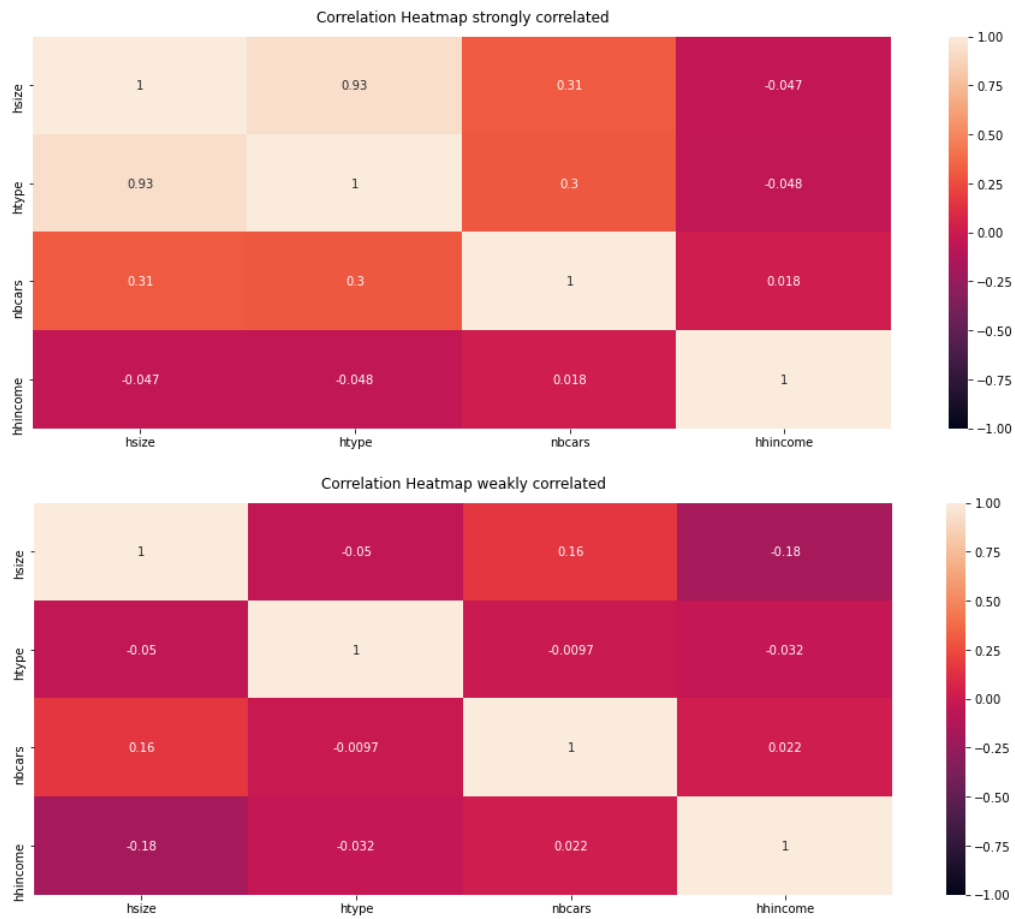 Correlation Heatmap strongly correlated
hsize 1 0.93 0.31 -0.047 1.00
0.75
htype 0.93 1 0.3 -0.048 0.50
0.25
0.00
nbcars 0.31 0.3 1 0.018 −0.25
−0.50
hhincome -0.047 -0.048 0.018 1 −0.75
−1.00
hsize htype nbcars hhincome
Correlation Heatmap weakly correlated
hsize 1 -0.05 0.16 -0.18 1.00
0.75
htype -0.05 1 -0.0097 -0.032 0.50
0.25
0.00
nbcars 0.16 -0.0097 1 0.022 −0.25
−0.50
hhincome -0.18 -0.032 0.022 1 −0.75
−1.00
hsize htype nbcars hhincome